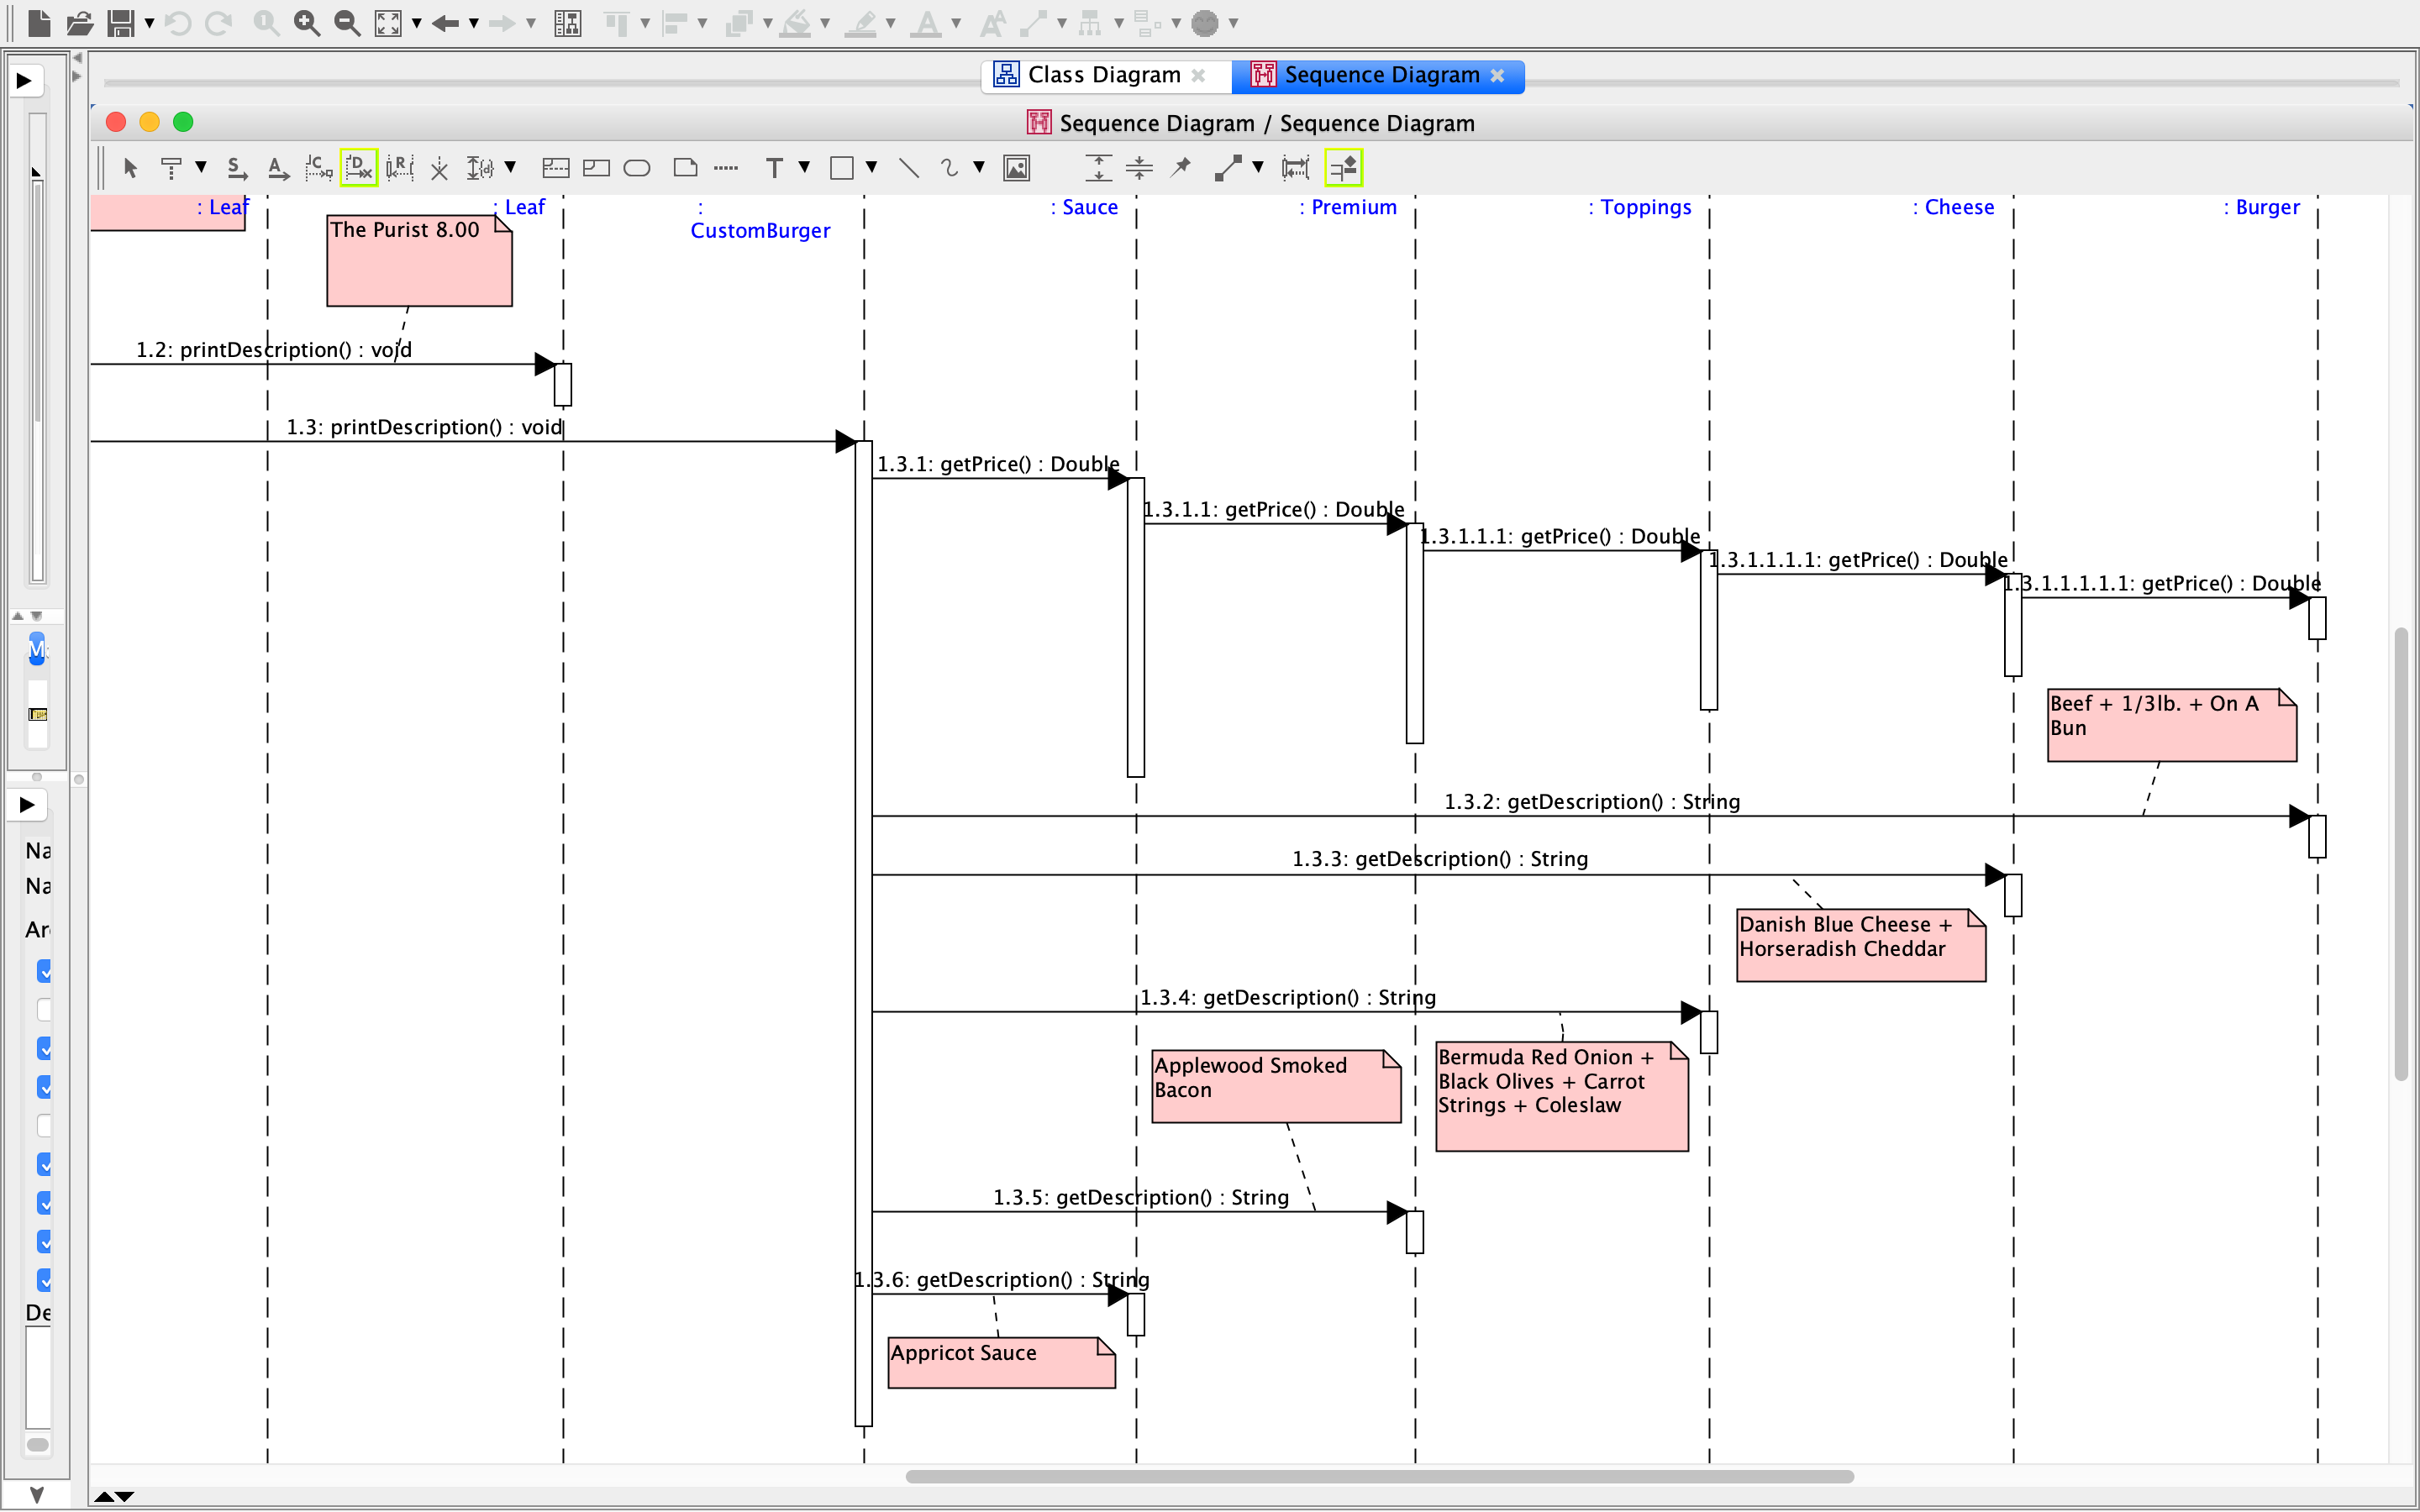 Class Diagram
Sequence Diagram
Sequence Diagram / Sequence Diagram
: Leaf
: Leaf
:
CustomBurger
: Sauce
: Premium
: Toppings
: Cheese
: Burger
The Purist 8.00
1.2: printDescription() : void
1.3: printDescription() : void
1.3.1: getPrice() : Double
1.3.1.1: getPrice() : Double
1.3.1.1.1: getPrice() : Double
1.3.1.1.1.1: getPrice() : Double
1.3.1.1.1.1.1: getPrice() : Double
Beef + 1/3lb. + On A
Bun
1.3.2: getDescription() : String
1.3.3: getDescription() : String
Danish Blue Cheese +
Horseradish Cheddar
1.3.4: getDescription() : String
Applewood Smoked
Bacon
Bermuda Red Onion +
Black Olives + Carrot
Strings + Coleslaw
1.3.5: getDescription() : String
1.3.6: getDescription() : String
Appricot Sauce
Na
Na
De